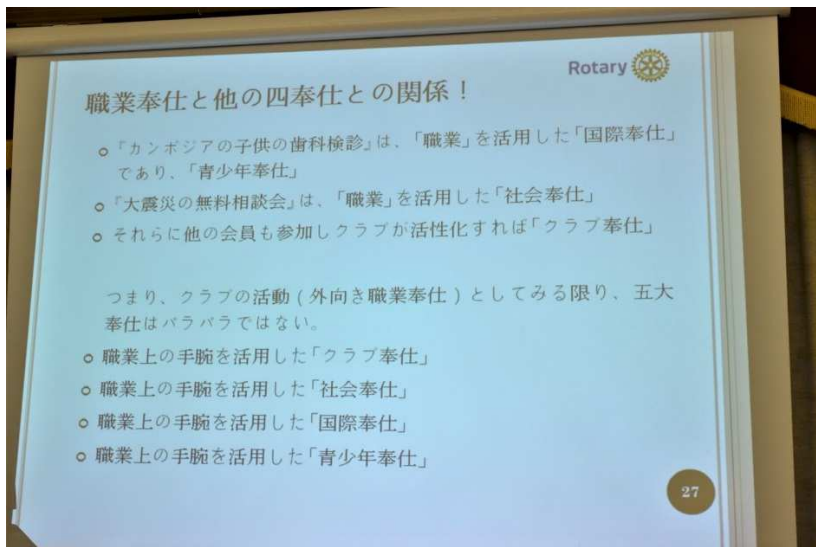 Rotary
職業奉仕と他の四奉仕との関係！
『カンボジアの子供の歯科検診』は、「職業」を活用した「国際奉仕」
であり、「青少年奉仕」
『大震災の無料相談会』は、「職業」を活用した「社会奉仕」
それらに他の会員も参加しクラブが活性化すれば「クラブ奉仕」
つまり、クラブの活動(外向き職業奉仕)としてみる限り、五大
奉仕はバラバラではない。
職業上の手腕を活用した「クラブ奉仕」
職業上の手腕を活用した「社会奉仕」
職業上の手腕を活用した「国際奉仕」
職業上の手腕を活用した「青少年奉仕」
27